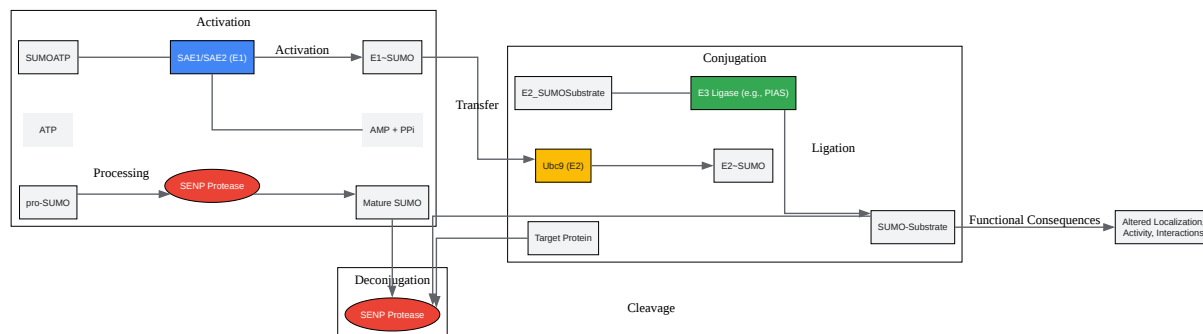 Activation
SUMOATP
SAE1/SAE2 (E1)
Activation
E1~SUMO
ATP
AMP + PPi
Processing
pro-SUMO
SENP Protease
Mature SUMO
Transfer
Conjugation
E2_SUMOSubstrate
E3 Ligase (e.g., PIAS)
Ligation
Ubc9 (E2)
E2~SUMO
Target Protein
SUMO-Substrate
Functional Consequences
Altered Localization,
Activity, Interactions
Deconjugation
SENP Protease
Cleavage